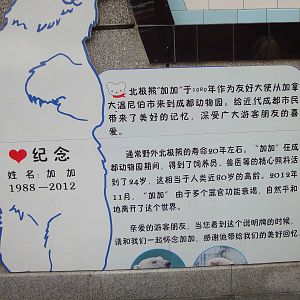 北极熊“加加”于1989年作为友好大使从加拿
大温尼伯市来到成都动物园。给近代成都市民
带来了美好的记忆，深受广大游客朋友的喜
爱。
通常野外北极熊的寿命20年左右。“加加”在成
都动物园期间，得到了饲养员、兽医等的精心照料活
到了24岁，这相当于人类近80岁的高龄。2012年
11月，“加加”由于多个器官功能衰竭，自然平和
地离开了这个世界。
亲爱的游客朋友，当您看到这个说明牌的时候，
请和我们一起怀念加加，感谢他带给我们的美好回忆
纪念
姓名：加加
1988—2012